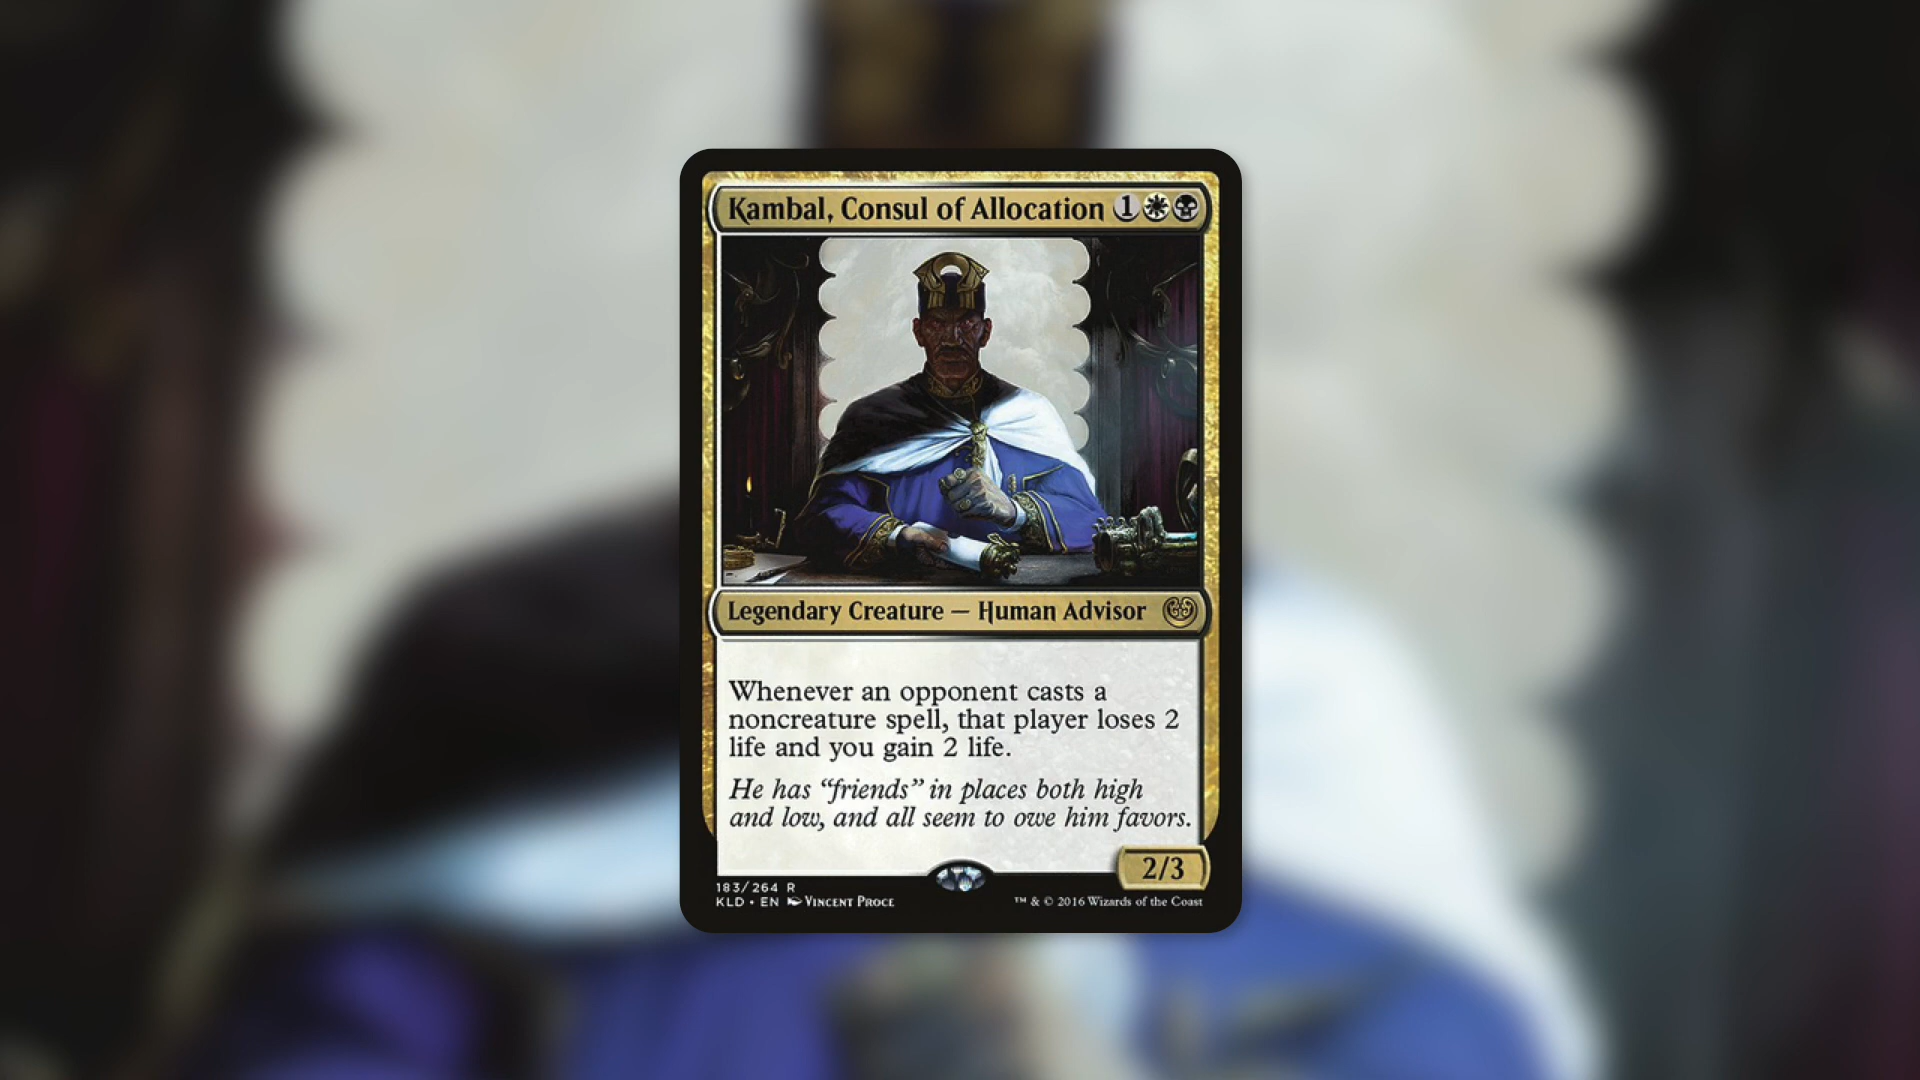 Kambal, Consul of Allocation 1
Legendary Creature — Human Advisor
Whenever an opponent casts a
noncreature spell, that player loses 2
life and you gain 2 life.
He has “friends” in places both high
and low, and all seem to owe him favors.
2/3
183/264 R
KLD • EN Vincent Proce
™ & © 2016 Wizards of the Coast